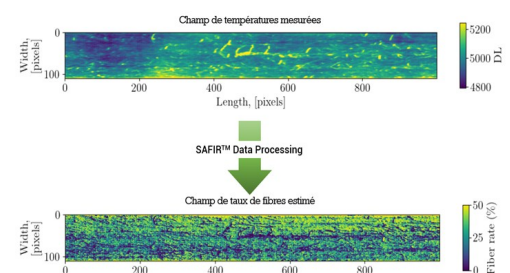 Champ de températures mesurées
0
100
Width,
[pixels]
0 200 400 600 800
Length, [pixels]
5200
5000
4800
DL
SAFIR™ Data Processing
Champ de taux de fibres estimé
0
100
Width,
[pixels]
0 200 400 600 800
50
25
0
Fiber rate (%)